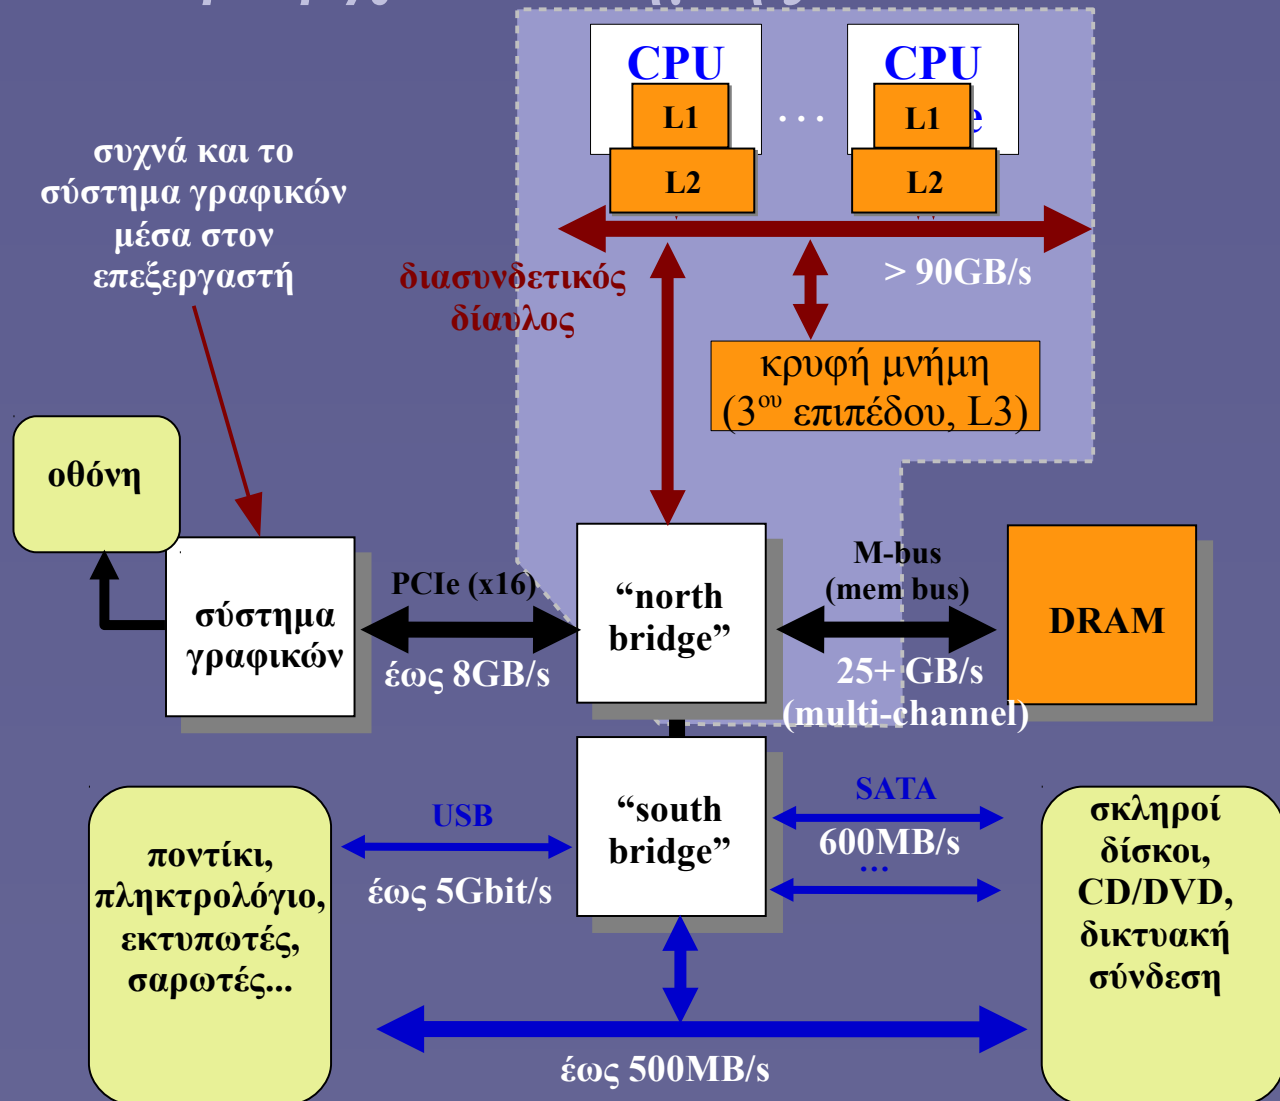 CPU
CPU
L1
...
L1
L2
L2
συχνά και το
σύστημα γραφικών
μέσα στον
επεξεργαστή
διασυνδετικός
δίαυλος
> 90GB/s
κρυφή μνήμη
(3ου επιπέδου, L3)
οθόνη
σύστημα
γραφικών
PCIe (x16)
έως 8GB/s
“north
bridge”
M-bus
(mem bus)
25+ GB/s
(multi-channel)
DRAM
“south
bridge”
USB
έως 5Gbit/s
SATA
600MB/s
...
ποντίκι,
πληκτρολόγιο,
εκτυπωτές,
σαρωτές...
σκληροί
δίσκοι,
CD/DVD,
δικτυακή
σύνδεση
έως 500MB/s